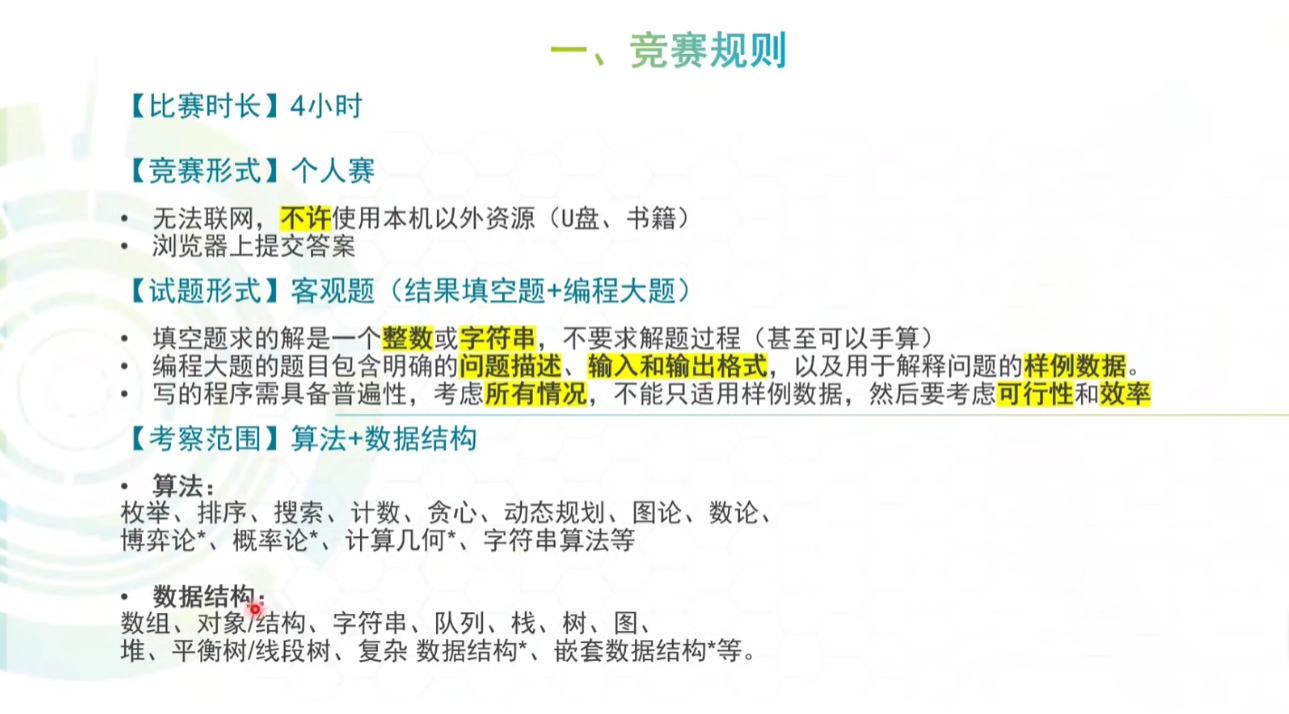 一、竞赛规则
【比赛时长】4小时
【竞赛形式】个人赛
• 无法联网，不许使用本机以外资源（U盘、书籍）
• 浏览器上提交答案
【试题形式】客观题（结果填空题+编程大题）
• 填空题求的解是一个整数或字符串，不要求解题过程（甚至可以手算）
• 编程大题的题目包含明确的问题描述、输入和输出格式，以及用于解释问题的样例数据。
• 写的程序需具备普遍性，考虑所有情况，不能只适用样例数据，然后要考虑可行性和效率
【考察范围】算法+数据结构
• 算法：
枚举、排序、搜索、计数、贪心、动态规划、图论、数论、
博弈论*、概率论*、计算几何*、字符串算法等
• 数据结构：
数组、对象/结构、字符串、队列、栈、树、图、
堆、平衡树/线段树、复杂 数据结构*、嵌套数据结构*等。